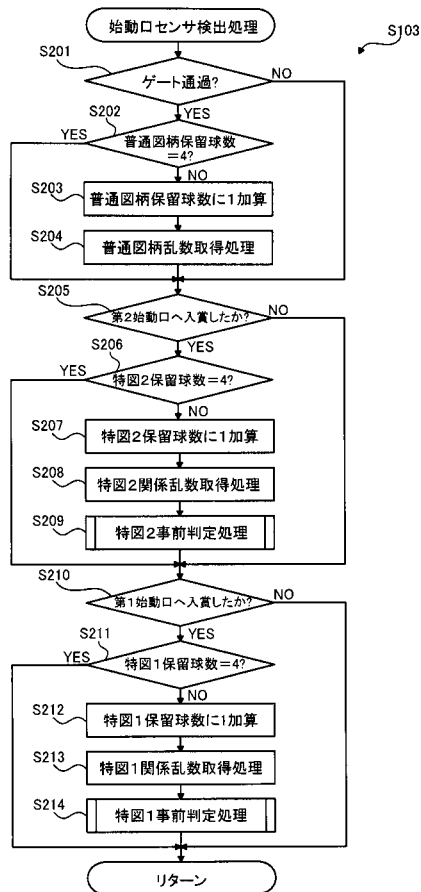 始動口センサ検出処理
S103
S201
ゲート通過?
NO
YES
S202
YES
普通図柄保留球数
=4?
NO
S203
普通図柄保留球数に1加算
S204
普通図柄乱数取得処理
S205
第2始動口へ入賞したか?
NO
YES
S206
YES
特図2保留球数=4?
NO
S207
特図2保留球数に1加算
S208
特図2関係乱数取得処理
S209
特図2事前判定処理
S210
第1始動口へ入賞したか?
NO
YES
S211
YES
特図1保留球数=4?
NO
S212
特図1保留球数に1加算
S213
特図1関係乱数取得処理
S214
特図1事前判定処理
リターン